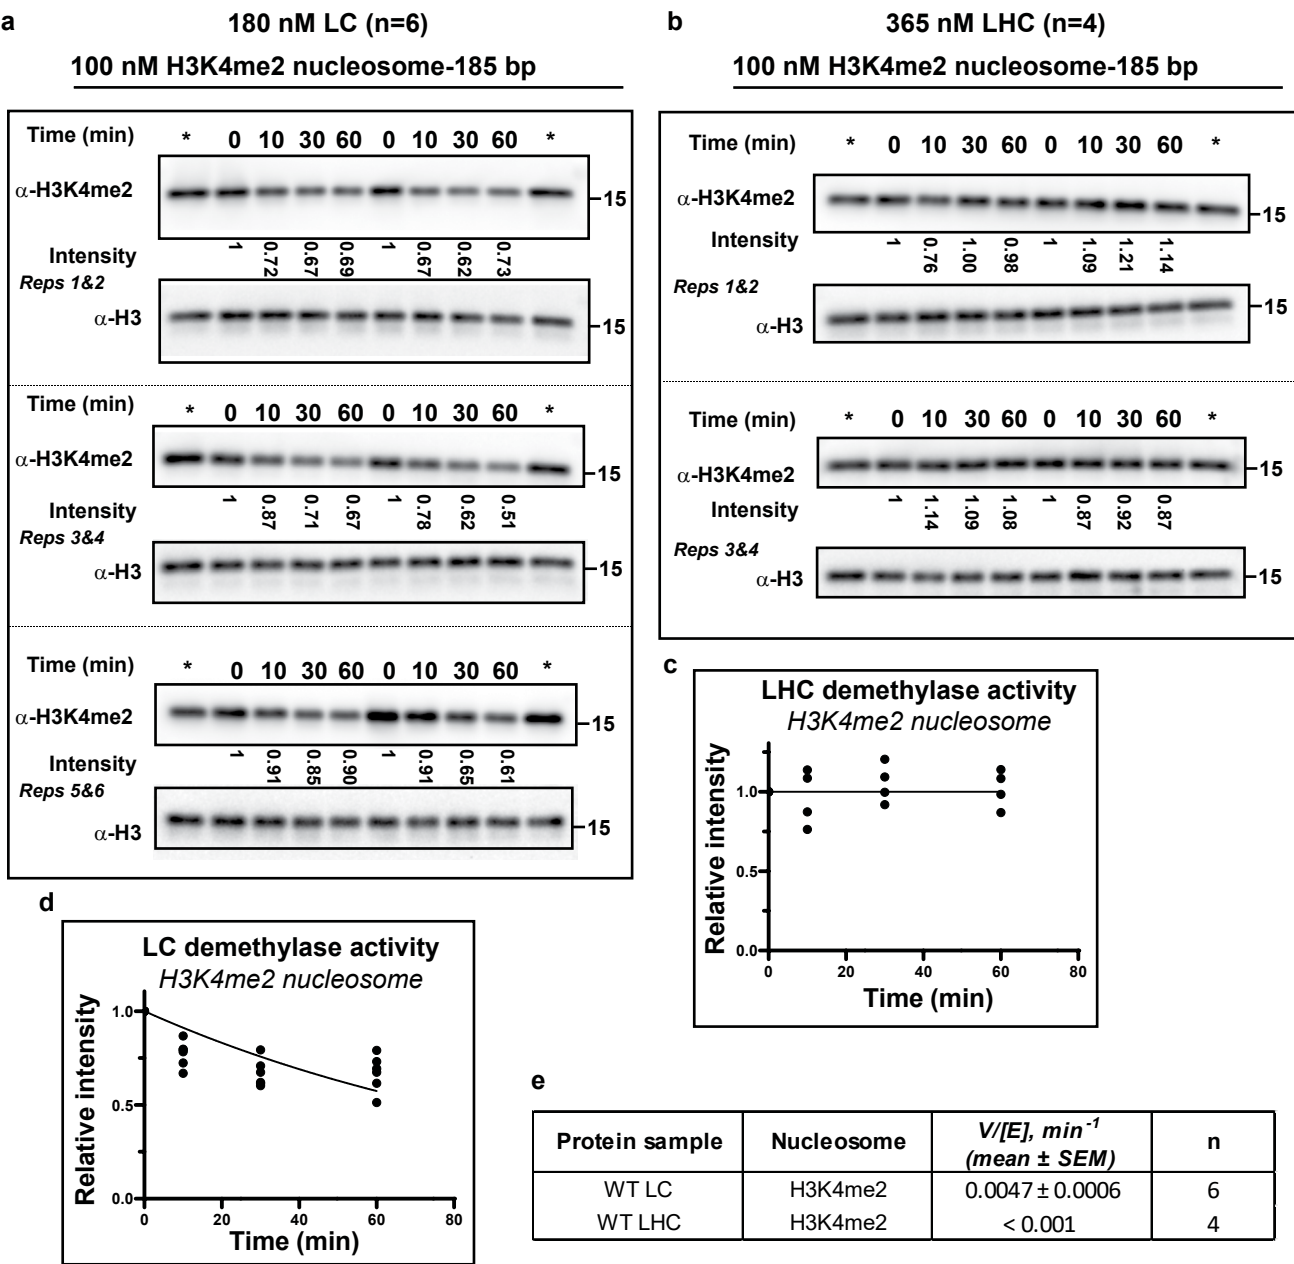 a
180 nM LC (n=6)
100 nM H3K4me2 nucleosome-185 bp
Time (min) * 0 10 30 60 0 10 30 60 *
α-H3K4me2
15
Intensity 1 0.72 0.67 0.69 1 0.67 0.62 0.73
Reps 1&2
α-H3
15
Time (min) * 0 10 30 60 0 10 30 60 *
α-H3K4me2
15
Intensity 1 0.87 0.71 0.67 1 0.78 0.62 0.51
Reps 3&4
α-H3
15
Time (min) * 0 10 30 60 0 10 30 60 *
α-H3K4me2
15
Intensity 1 0.91 0.85 0.90 1 0.91 0.65 0.61
Reps 5&6
α-H3
15
b
365 nM LHC (n=4)
100 nM H3K4me2 nucleosome-185 bp
Time (min) * 0 10 30 60 0 10 30 60 *
α-H3K4me2
15
Intensity 1 0.76 1.00 0.98 1 1.09 1.21 1.14
Reps 1&2
α-H3
15
Time (min) * 0 10 30 60 0 10 30 60 *
α-H3K4me2
15
Intensity 1 1.14 1.09 1.08 1 0.87 0.92 0.87
Reps 3&4
α-H3
15
c
LHC demethylase activity
H3K4me2 nucleosome
Relative intensity
1.0
0.5
0.0
0 20 40 60 80
Time (min)
d
LC demethylase activity
H3K4me2 nucleosome
Relative intensity
1.0
0.5
0.0
0 20 40 60 80
Time (min)
e
Protein sample Nucleosome V/[E], min⁻¹ (mean ± SEM) n
WT LC H3K4me2 0.0047 ± 0.0006 6
WT LHC H3K4me2 < 0.001 4